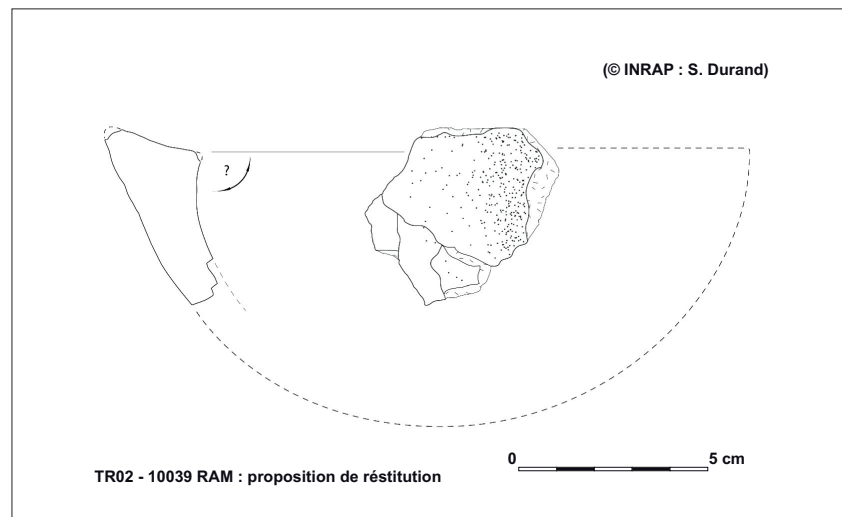 (© INRAP : S. Durand)
?
0 5 cm
TR02 - 10039 RAM : proposition de réstitution